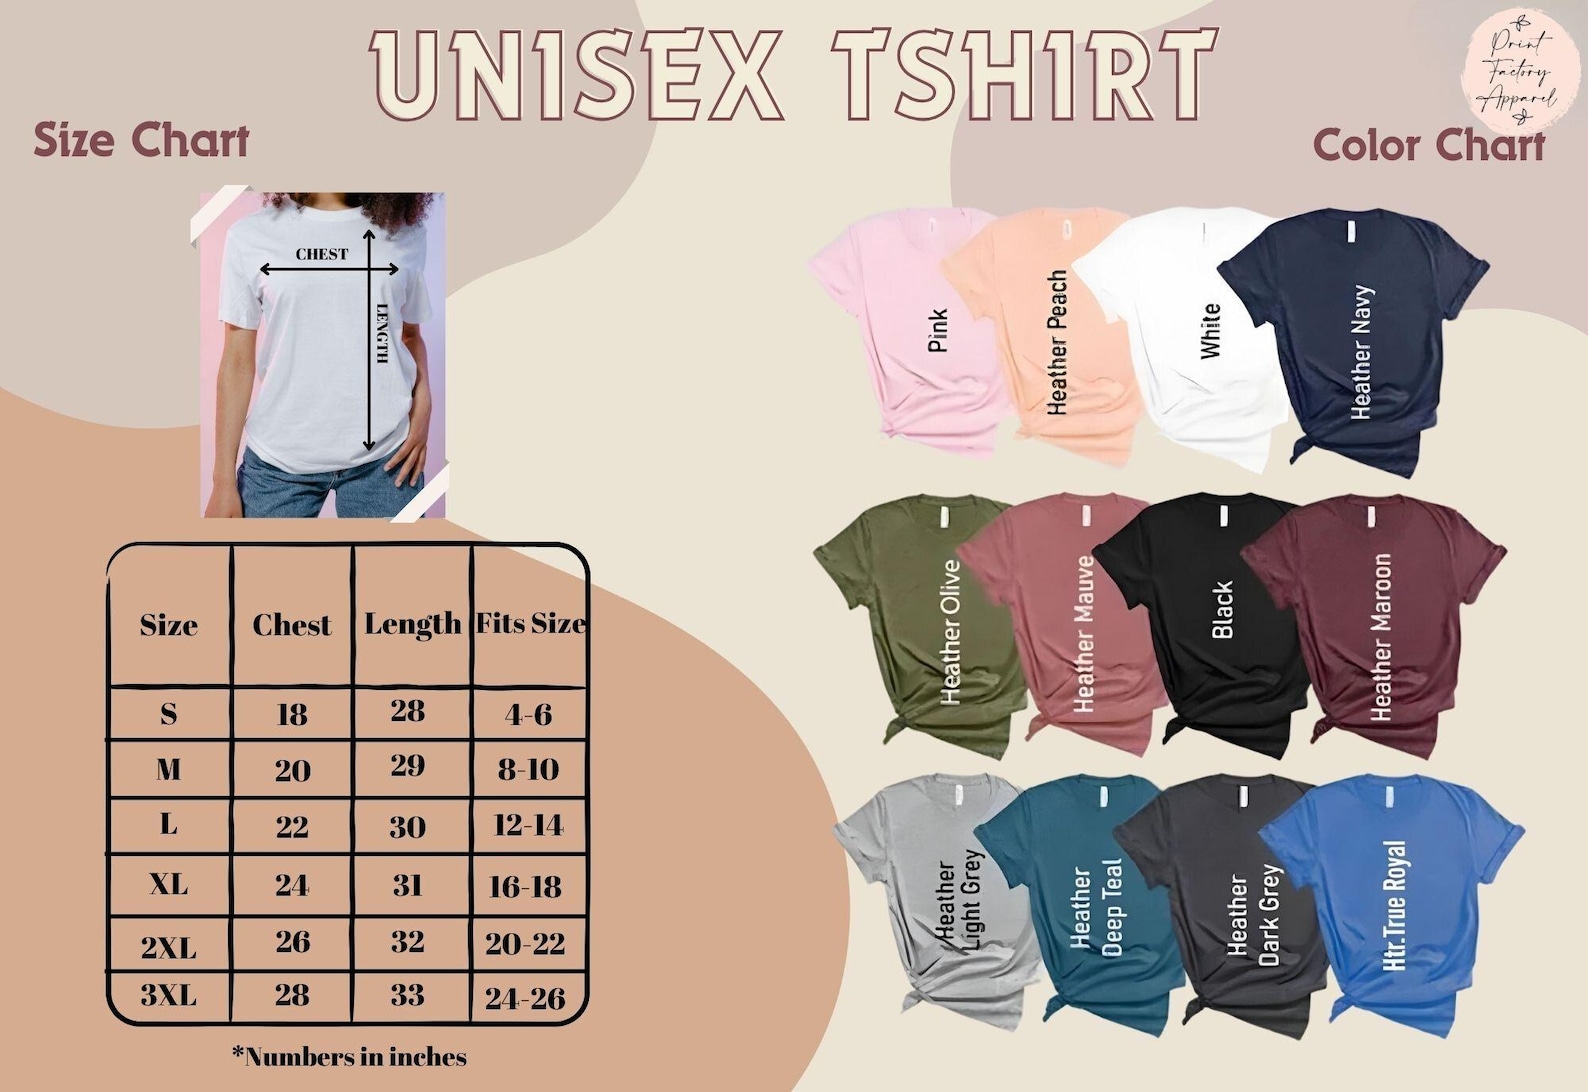 UNISEX TSHIRT
Print
Factory
Apparel
Size Chart
Color Chart
CHEST
LENGTH
Size Chest Length Fits Size
S 18 28 4-6
M 20 29 8-10
L 22 30 12-14
XL 24 31 16-18
2XL 26 32 20-22
3XL 28 33 24-26
*Numbers in inches
Pink
Heather Peach
White
Heather Navy
Heather Olive
Heather Mauve
Black
Heather Maroon
Heather
Light Grey
Heather
Deep Teal
Heather
Dark Grey
Htr.True Royal